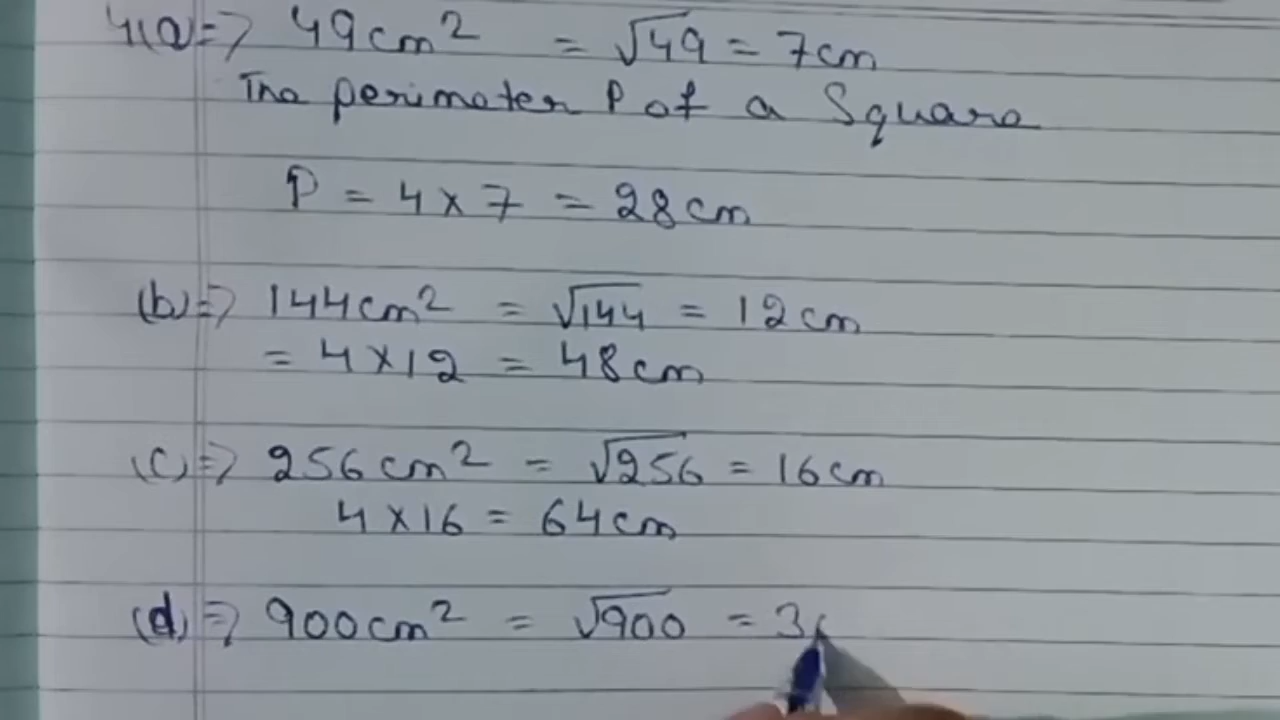 4(a)=> 49cm² = √49 = 7cm
The perimeter P of a Square
P = 4 × 7 = 28cm
(b)=> 144cm² = √144 = 12cm
= 4×12 = 48cm
(c)=> 256cm² = √256 = 16cm
4×16 = 64cm
(d)=> 900cm² = √900 = 3